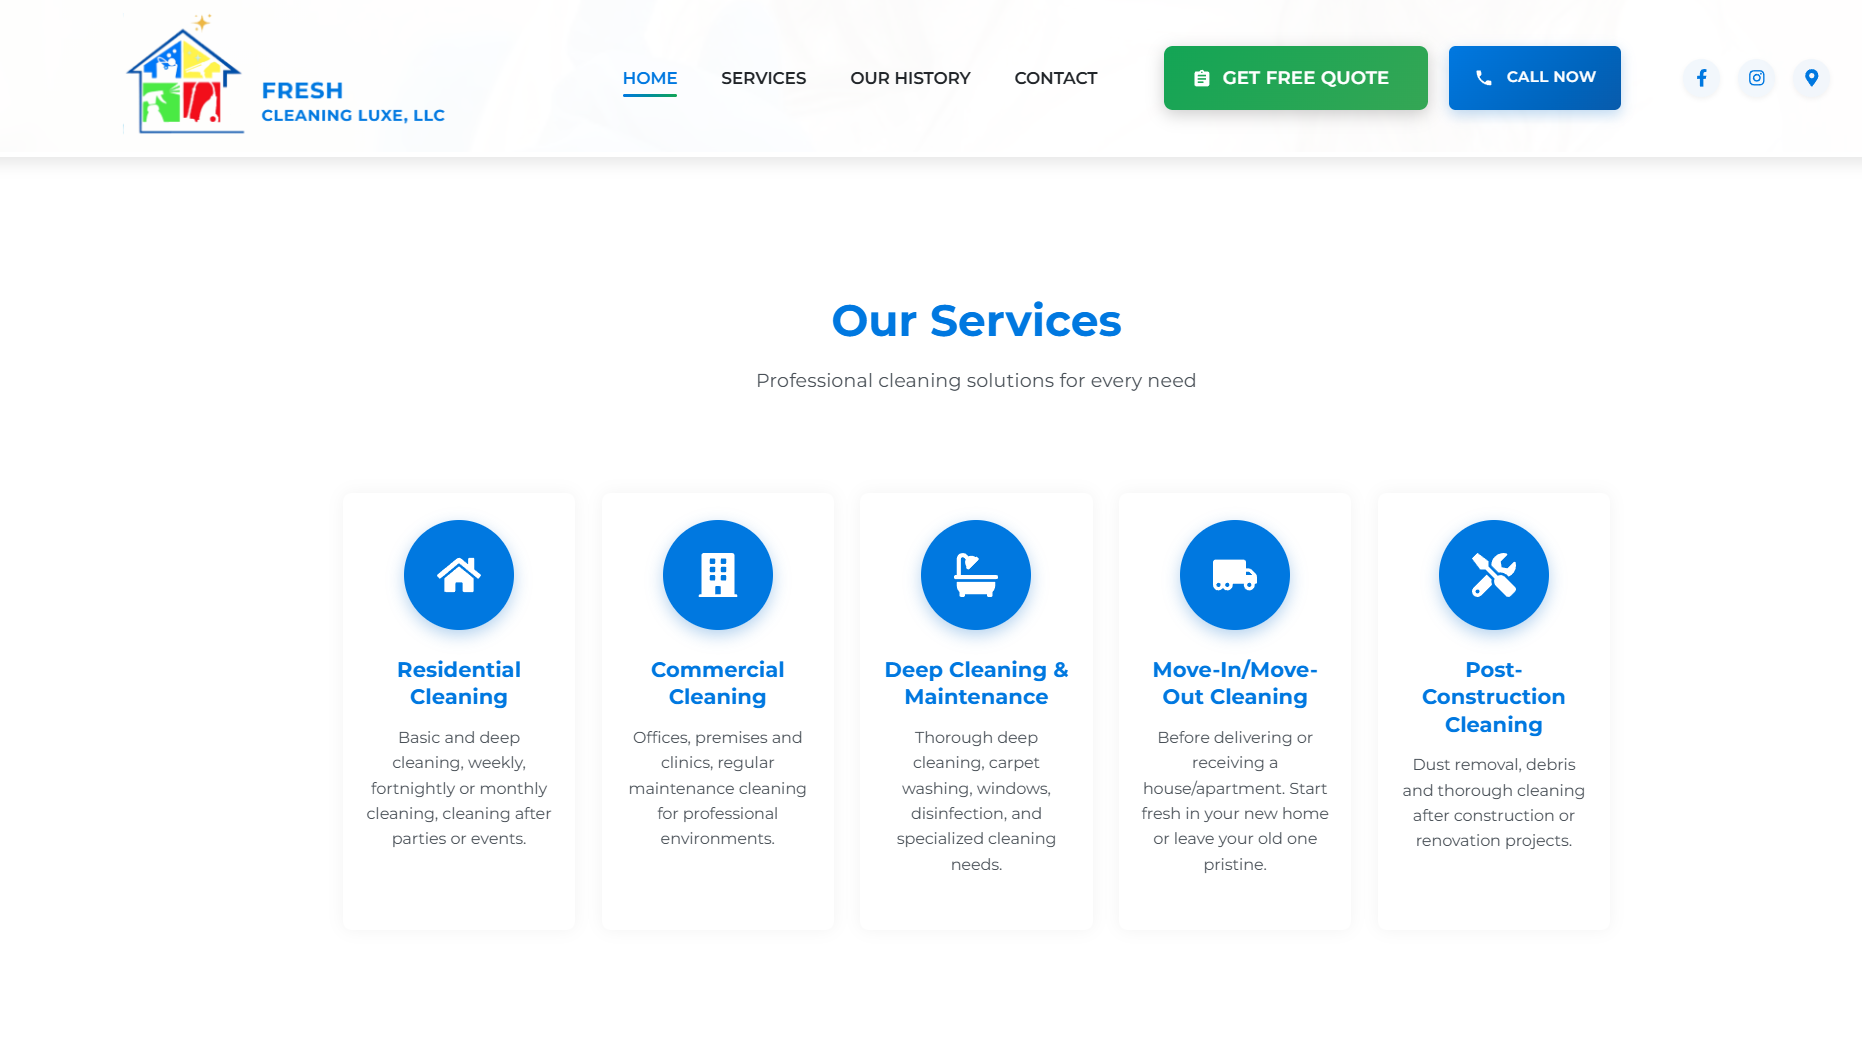 FRESH
CLEANING LUXE, LLC
HOME
SERVICES
OUR HISTORY
CONTACT
GET FREE QUOTE
CALL NOW
Our Services
Professional cleaning solutions for every need
Residential
Cleaning
Basic and deep
cleaning, weekly,
fortnightly or monthly
cleaning, cleaning after
parties or events.
Commercial
Cleaning
Offices, premises and
clinics, regular
maintenance cleaning
for professional
environments.
Deep Cleaning &
Maintenance
Thorough deep
cleaning, carpet
washing, windows,
disinfection, and
specialized cleaning
needs.
Move-In/Move-
Out Cleaning
Before delivering or
receiving a
house/apartment. Start
fresh in your new home
or leave your old one
pristine.
Post-
Construction
Cleaning
Dust removal, debris
and thorough cleaning
after construction or
renovation projects.